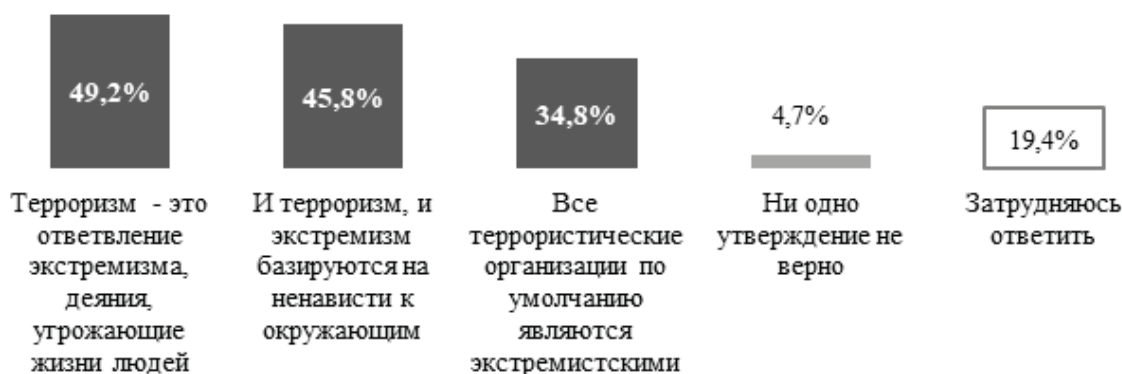 49,2%
45,8%
34,8%
4,7%
19,4%
Терроризм - это
ответвление
экстремизма,
деяния,
угрожающие
жизни людей
И терроризм, и
экстремизм
базируются на
ненависти к
окружающим
Все
террористические
организации по
умолчанию
являются
экстремистскими
Ни одно
утверждение не
верно
Затрудняюсь
ответить